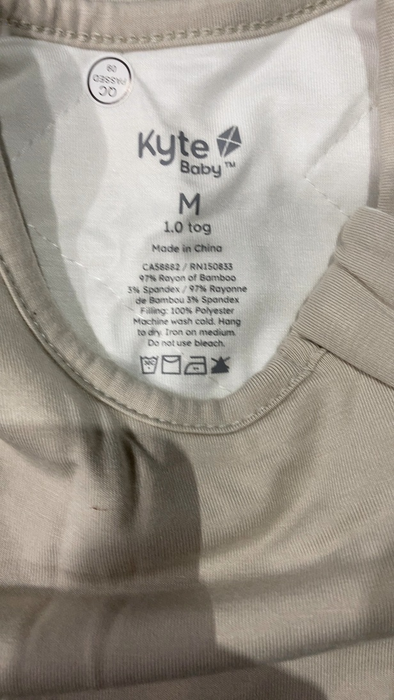 QC
PASSED
08
Kyte
Baby™
M
1.0 tog
Made in China
CA58882 / RN150833
97% Rayon of Bamboo
3% Spandex / 97% Rayonne
de Bambou 3% Spandex
Filling: 100% Polyester
Machine wash cold. Hang
to dry. Iron on medium.
Do not use bleach.